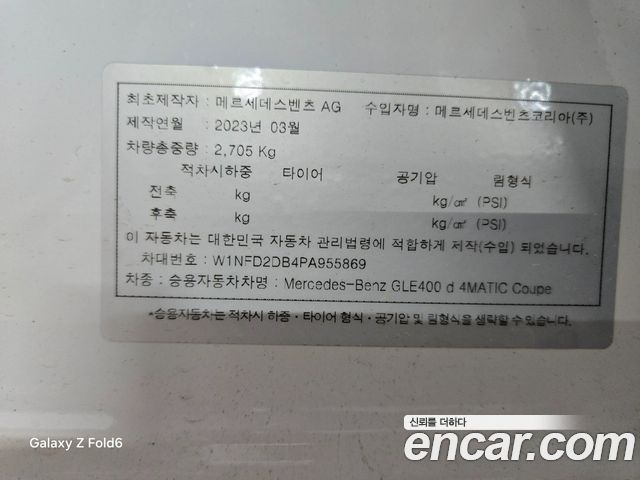 최초제작자 : 메르세데스벤츠 AG 수입자명 : 메르세데스벤츠코리아(주)
제작연월 : 2023년 03월
차량총중량 : 2,705 Kg
적차시하중 타이어 공기압 림형식
전축 kg kg/㎠ (PSI)
후축 kg kg/㎠ (PSI)
이 자동차는 대한민국 자동차 관리법령에 적합하게 제작(수입) 되었습니다.
차대번호 : W1NFD2DB4PA955869
차종 : 승용자동차차명 : Mercedes-Benz GLE400 d 4MATIC Coupe
*승용자동차는 적차시 하중·타이어 형식·공기압 및 림형식을 생략할 수 있습니다.
Galaxy Z Fold6
신뢰를 더하다
encar.com